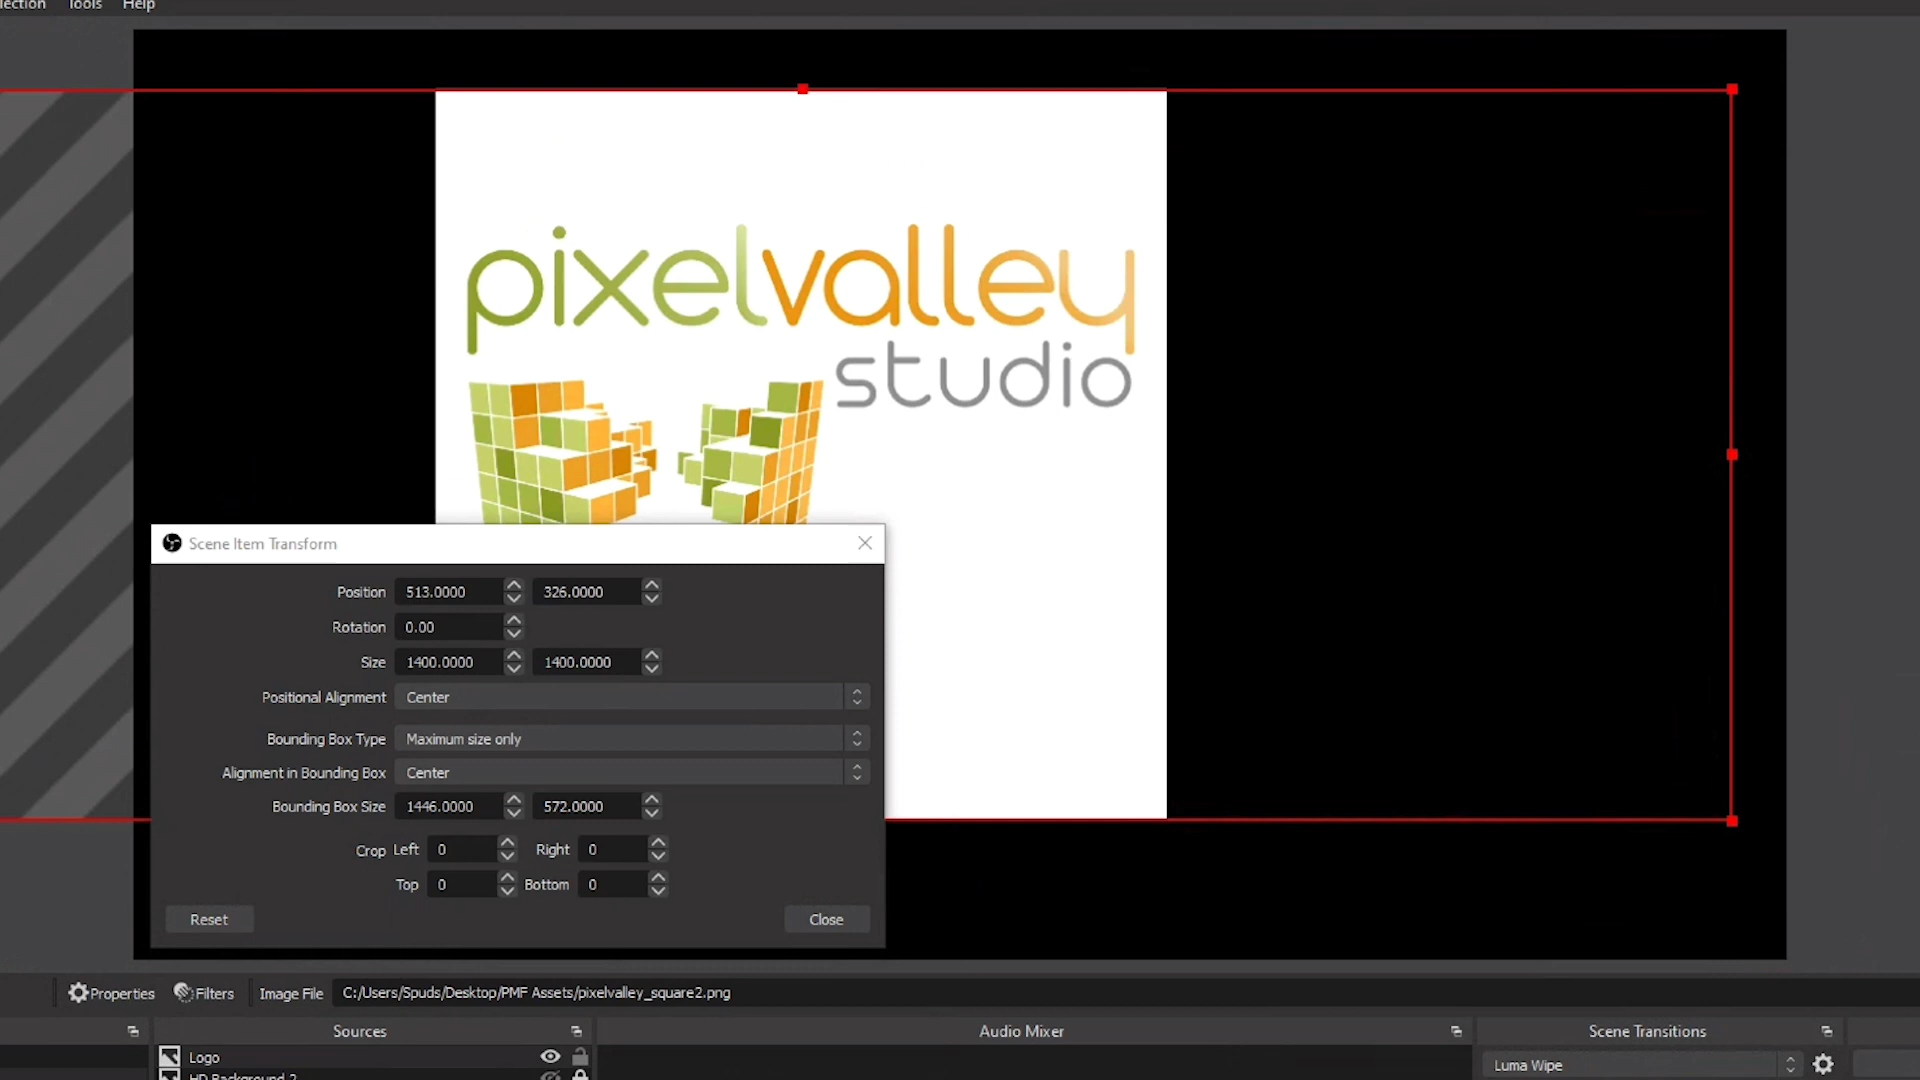 lection Tools Help
pixelvalley
studio
Scene Item Transform
Position 513.0000 326.0000
Rotation 0.00
Size 1400.0000 1400.0000
Positional Alignment Center
Bounding Box Type Maximum size only
Alignment in Bounding Box Center
Bounding Box Size 1446.0000 572.0000
Crop Left 0 Right 0
Top 0 Bottom 0
Reset Close
Properties Filters Image File C:/Users/Spuds/Desktop/PMF Assets/pixelvalley_square2.png
Sources Audio Mixer Scene Transitions
Logo
Luma Wipe
HD Background 2